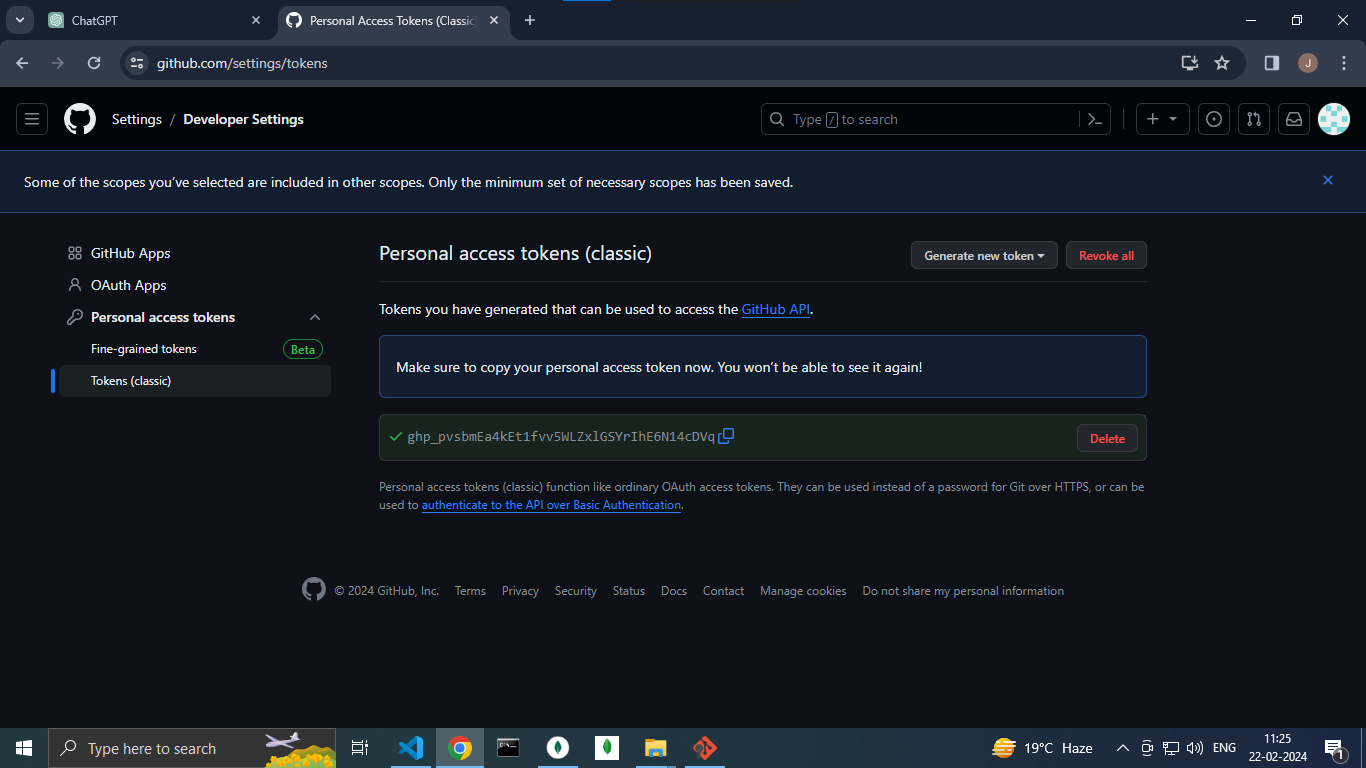 ChatGPT
Personal Access Tokens (Classic
github.com/settings/tokens
J
Settings / Developer Settings
Type / to search
Some of the scopes you’ve selected are included in other scopes. Only the minimum set of necessary scopes has been saved.
GitHub Apps
OAuth Apps
Personal access tokens
Fine-grained tokens
Beta
Tokens (classic)
Personal access tokens (classic)
Generate new token
Revoke all
Tokens you have generated that can be used to access the GitHub API.
Make sure to copy your personal access token now. You won’t be able to see it again!
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
Delete
Personal access tokens (classic) function like ordinary OAuth access tokens. They can be used instead of a password for Git over HTTPS, or can be
used to authenticate to the API over Basic Authentication.
© 2024 GitHub, Inc.
Terms
Privacy
Security
Status
Docs
Contact
Manage cookies
Do not share my personal information
Type here to search
19°C Haze
ENG
11:25
22-02-2024
1